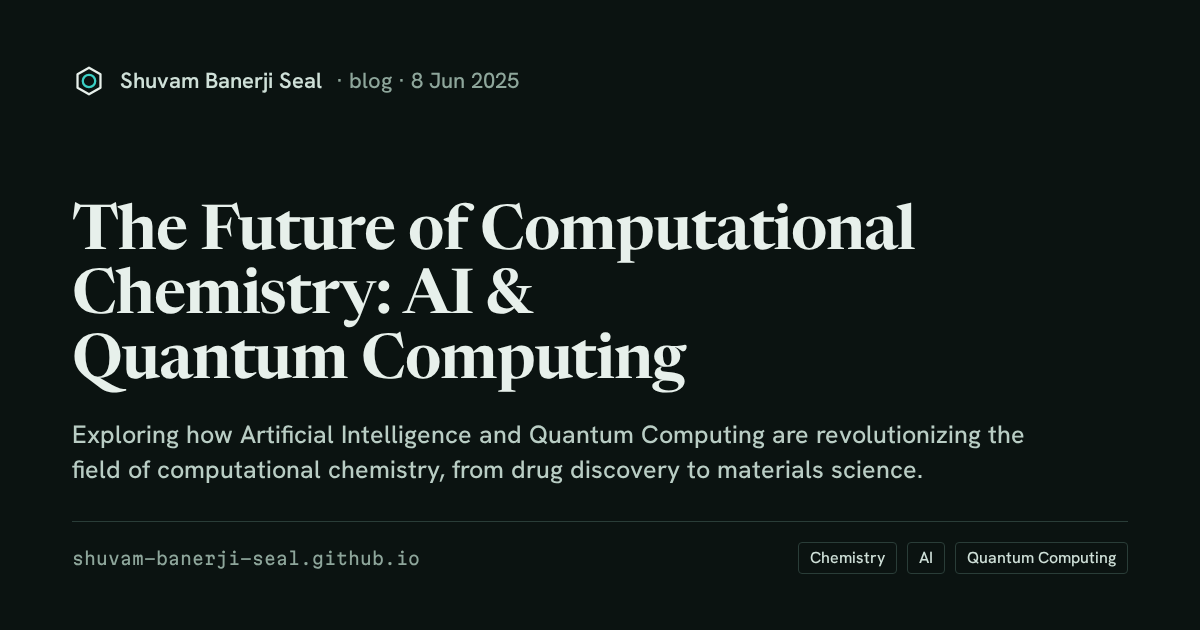 Shuvam Banerji Seal · blog · 8 Jun 2025
The Future of Computational
Chemistry: AI &
Quantum Computing
Exploring how Artificial Intelligence and Quantum Computing are revolutionizing the
field of computational chemistry, from drug discovery to materials science.
shuvam-banerji-seal.github.io
Chemistry AI Quantum Computing